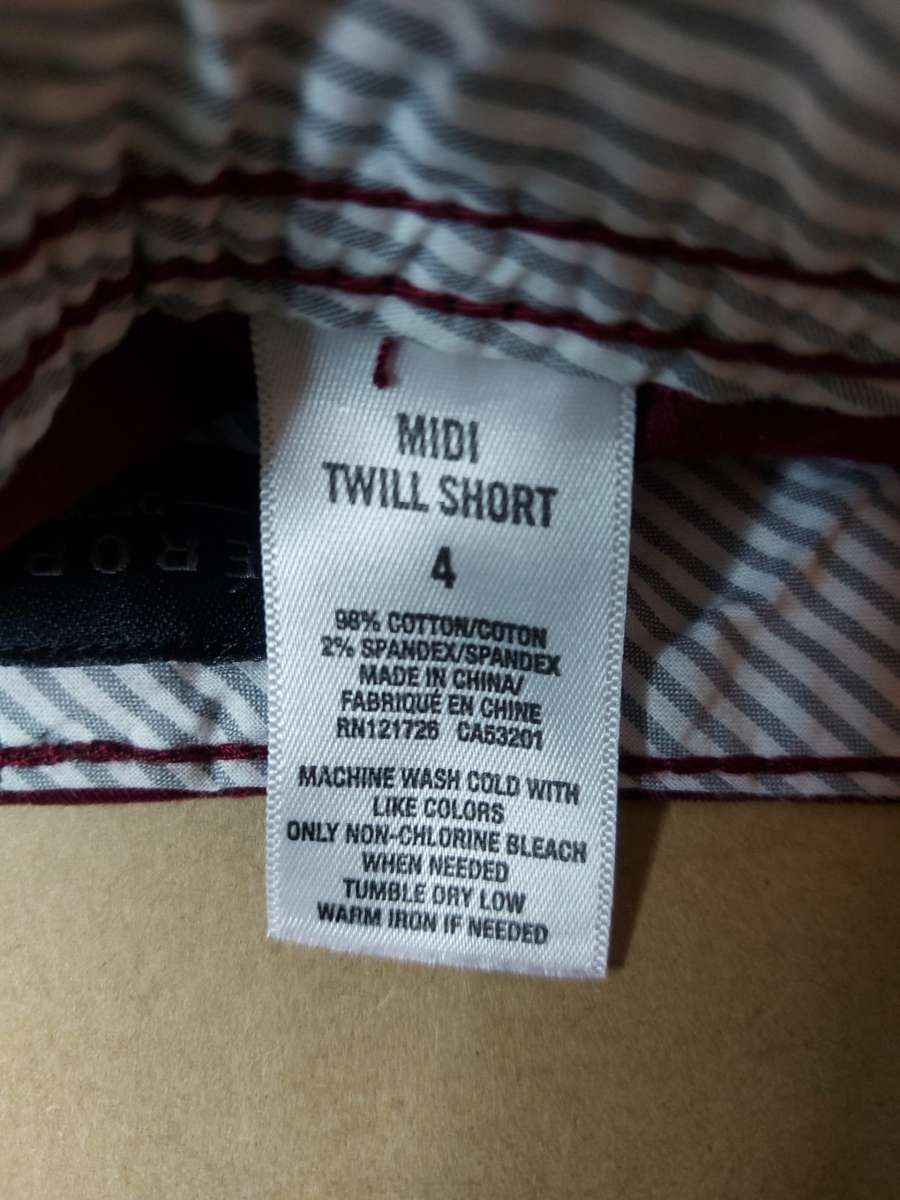 MIDI
TWILL SHORT
4
98% COTTON/COTON
2% SPANDEX/SPANDEX
MADE IN CHINA/
FABRIQUÉ EN CHINE
RN121726 CA53201
MACHINE WASH COLD WITH
LIKE COLORS
ONLY NON-CHLORINE BLEACH
WHEN NEEDED
TUMBLE DRY LOW
WARM IRON IF NEEDED
EROP